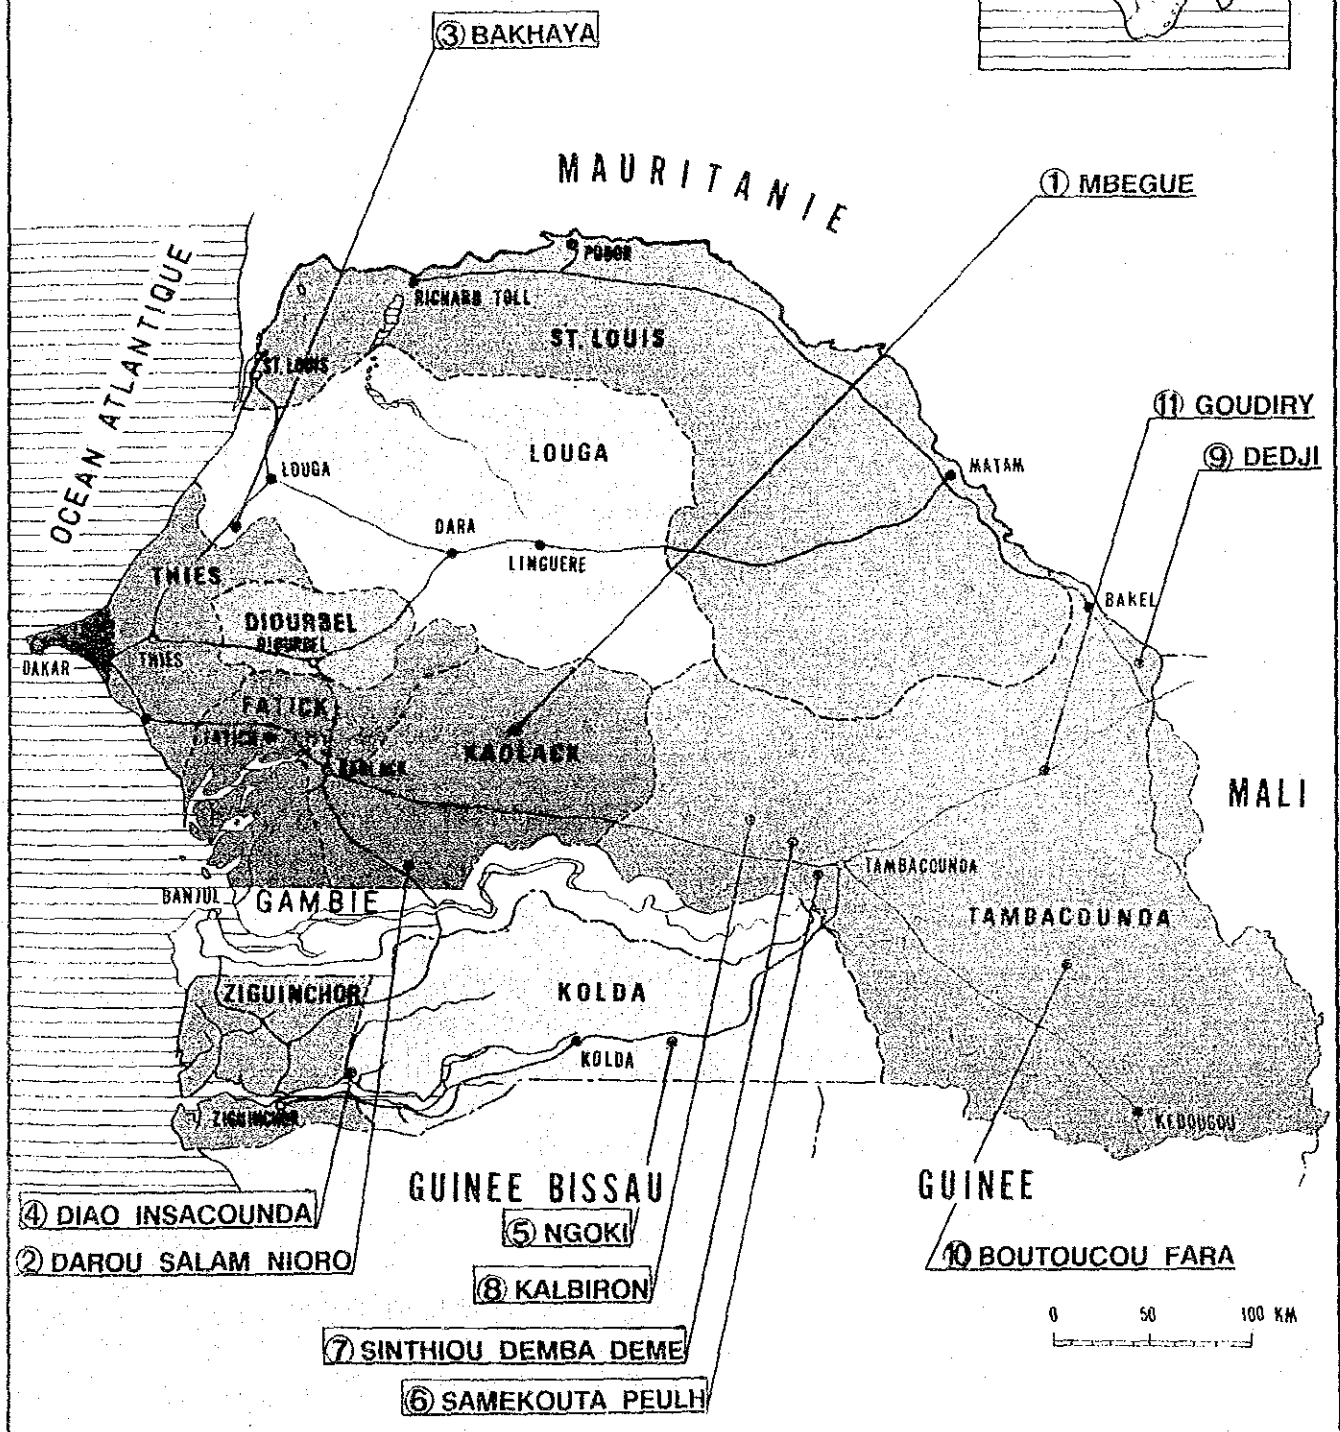 ③ BAKHAYA
MAURITANIE
① MBEGUE
OCEAN ATLANTIQUE
PODOR
RICHARD TOLL
ST. LOUIS
ST. LOUIS
⑪ GOUDIRY
LOUGA
⑨ DEDJI
LOUGA
MATAM
DARA
LINGUERE
THIES
BAKEL
DIOURBEL
DIOURBEL
DAKAR
THIES
FATICK
FATICK
KAOLACK
KAOLACK
MALI
TAMBACOUNDA
BANJUL
GAMBIE
TAMBACOUNDA
ZIGUINCHOR
KOLDA
KOLDA
ZIGUINCHOR
KEDOUGOU
GUINEE BISSAU
GUINEE
④ DIAO INSACOUNDA
⑤ NGOKI
② DAROU SALAM NIORO
⑩ BOUTOUCOU FARA
⑧ KALBIRON
0 50 100 KM
⑦ SINTHIOU DEMBA DEME
⑥ SAMEKOUTA PEULH